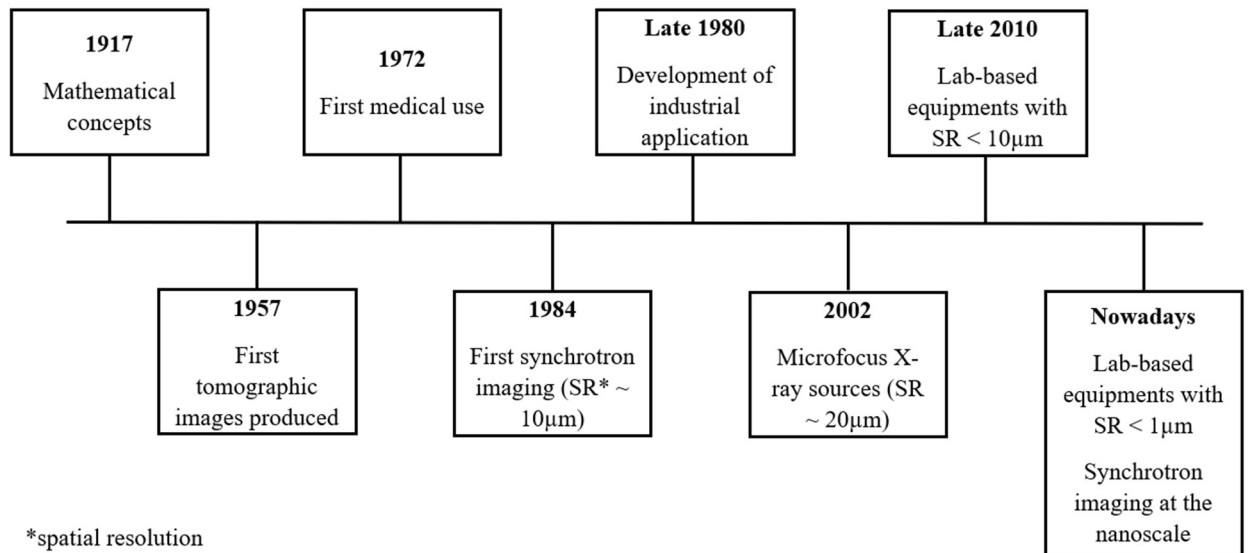 1917
Mathematical
concepts
1972
First medical use
Late 1980
Development of
industrial
application
Late 2010
Lab-based
equipments with
SR < 10µm
1957
First
tomographic
images produced
1984
First synchrotron
imaging (SR* ~
10µm)
2002
Microfocus X-
ray sources (SR
~ 20µm)
Nowadays
Lab-based
equipments with
SR < 1µm
Synchrotron
imaging at the
nanoscale
*spatial resolution